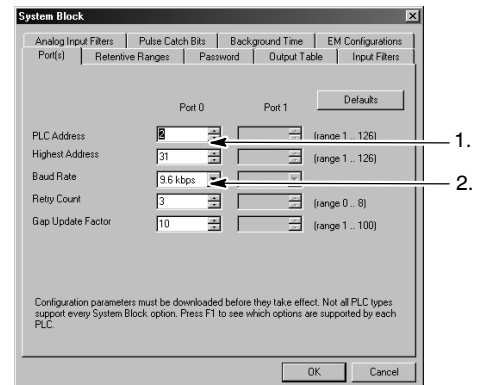 System Block
Analog Input Filters Pulse Catch Bits Background Time EM Configurations
Port(s) Retentive Ranges Password Output Table Input Filters
Port 0 Port 1 Defaults
PLC Address 2 (range 1 .. 126) 1.
Highest Address 31 (range 1 .. 126)
Baud Rate 9.6 kbps 2.
Retry Count 3 (range 0 .. 8)
Gap Update Factor 10 (range 1 .. 100)
Configuration parameters must be downloaded before they take effect. Not all PLC types
support every System Block option. Press F1 to see which options are supported by each
PLC.
OK Cancel